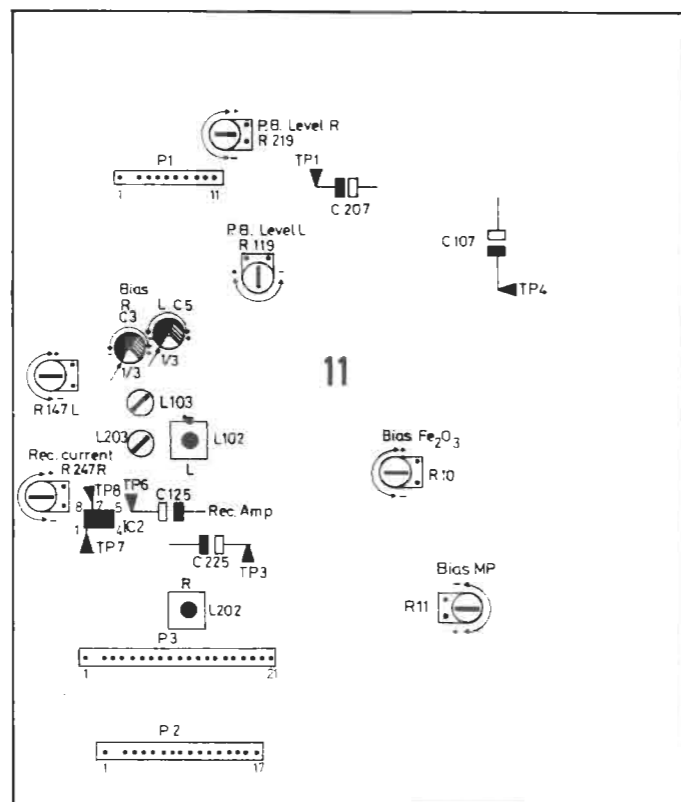 P.B. Level R
R 219
P1
1
11
TP1
C 207
P.B. Level L
R 119
C 107
TP4
Bias
R
C3
L C5
1/3
1/3
11
R147 L
L103
L203
L102
L
Bias Fe₂O₃
R10
Rec. current
R 247 R
TP8
8 7 5
1
4
IC2
TP7
TP6
C 125
Rec. Amp
C 225
TP3
Bias MP
R11
R
L202
P3
1
21
P 2
1
17